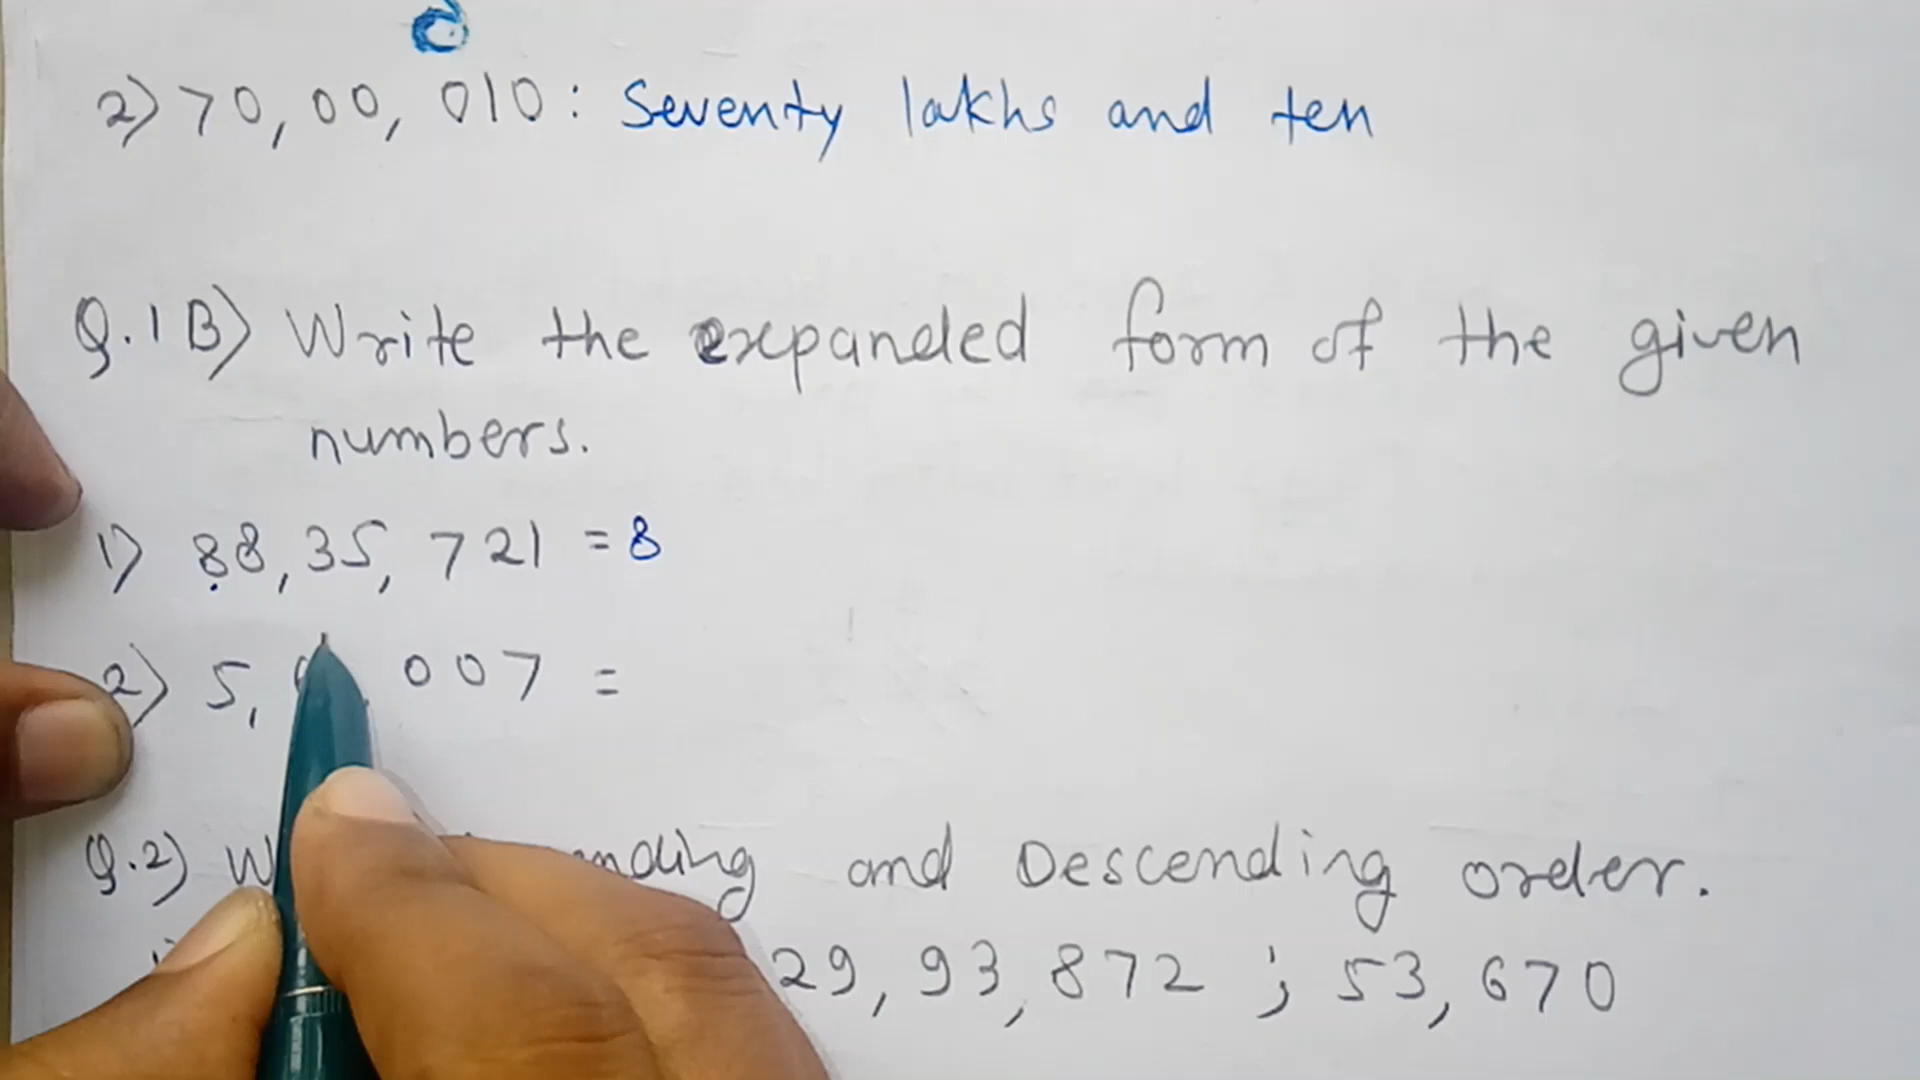 2) 70,00,010: Seventy lakhs and ten
Q.1 B) Write the expanded form of the given
numbers.
1) 88,35,721 = 8
2) 5, 007 =
Q.2) and Descending order.
29,93,872 ; 53,670